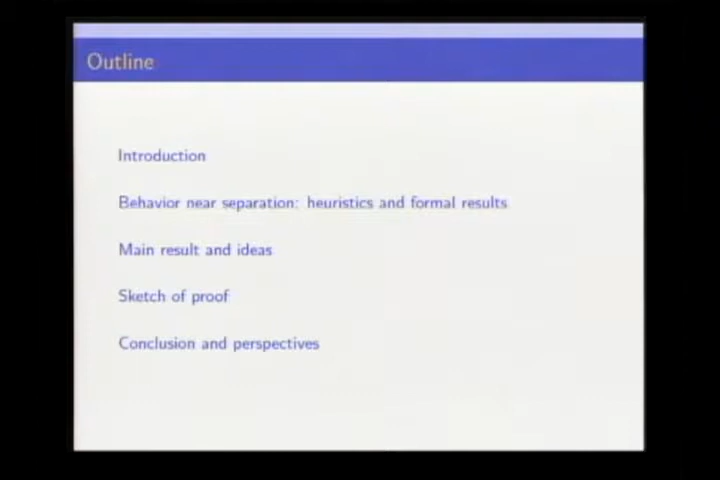 Outline
Introduction
Behavior near separation: heuristics and formal results
Main result and ideas
Sketch of proof
Conclusion and perspectives